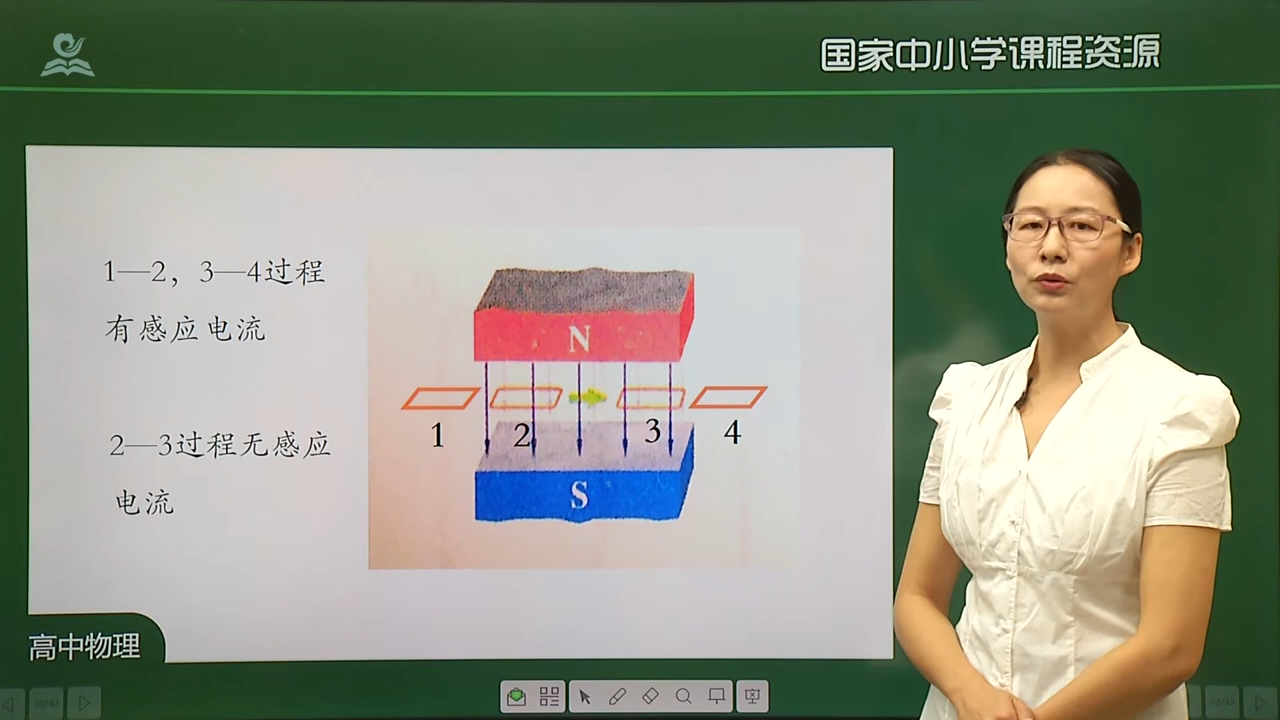 国家中小学课程资源
1—2，3—4过程
有感应电流
2—3过程无感应
电流
N
1
2
3
4
S
高中物理